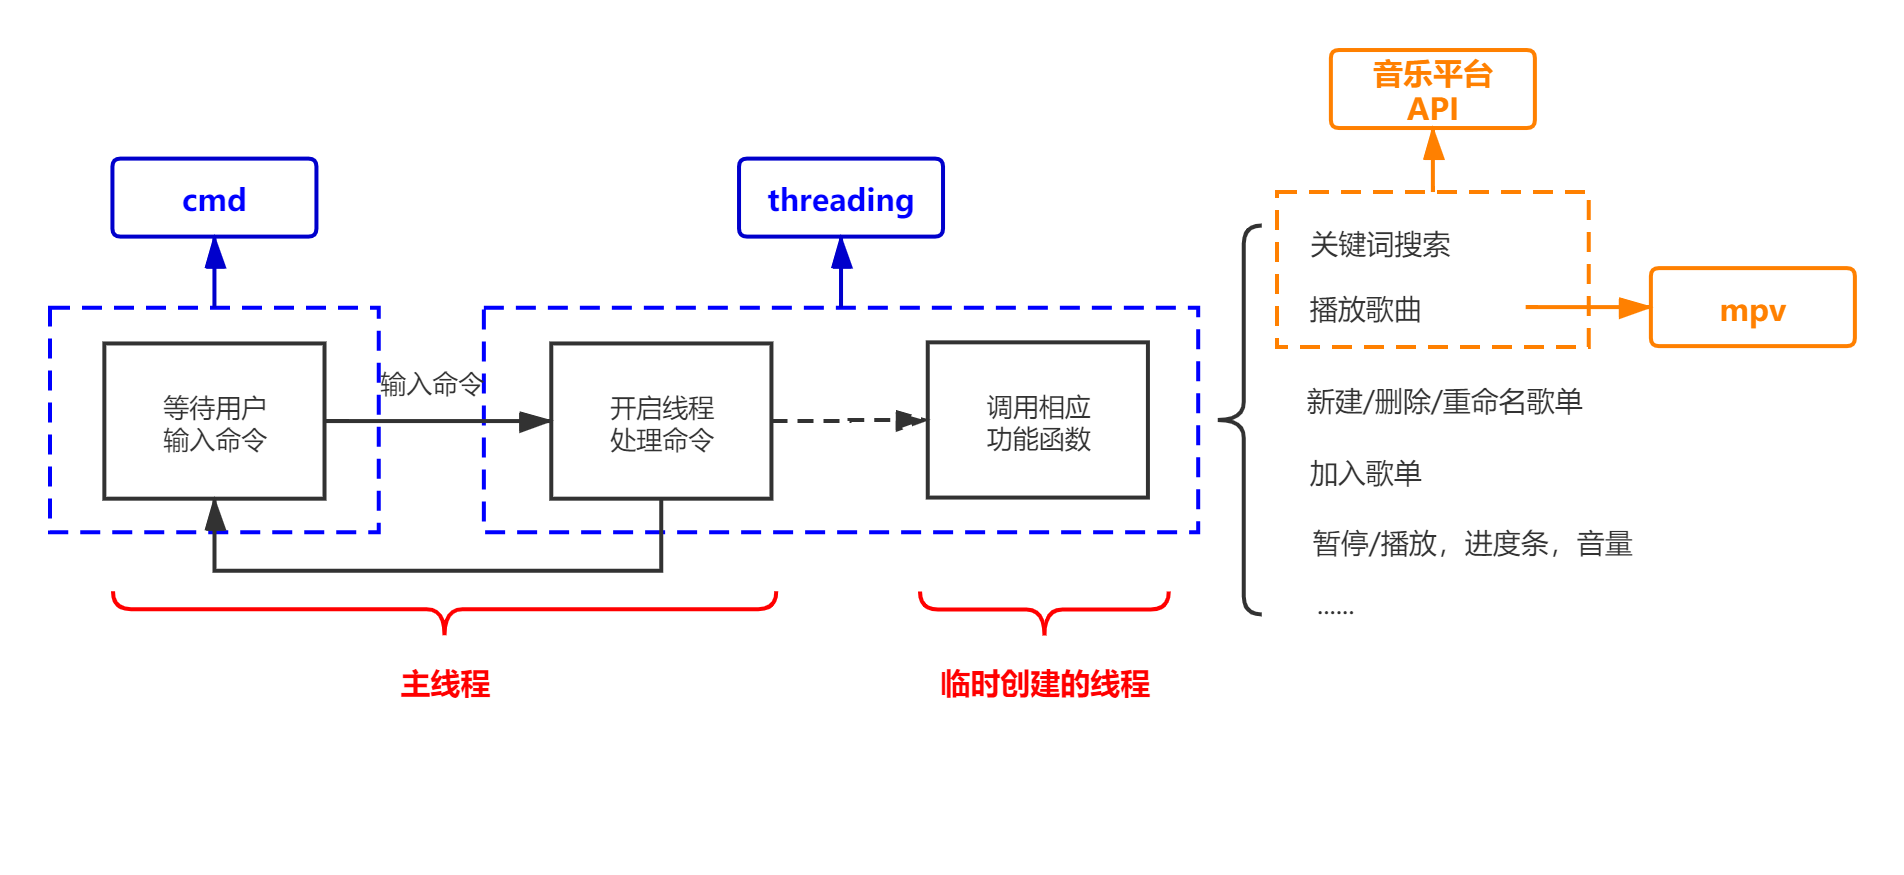 音乐平台
API
cmd
threading
关键词搜索
播放歌曲
mpv
等待用户
输入命令
输入命令
开启线程
处理命令
调用相应
功能函数
新建/删除/重命名歌单
加入歌单
暂停/播放，进度条，音量
......
主线程
临时创建的线程